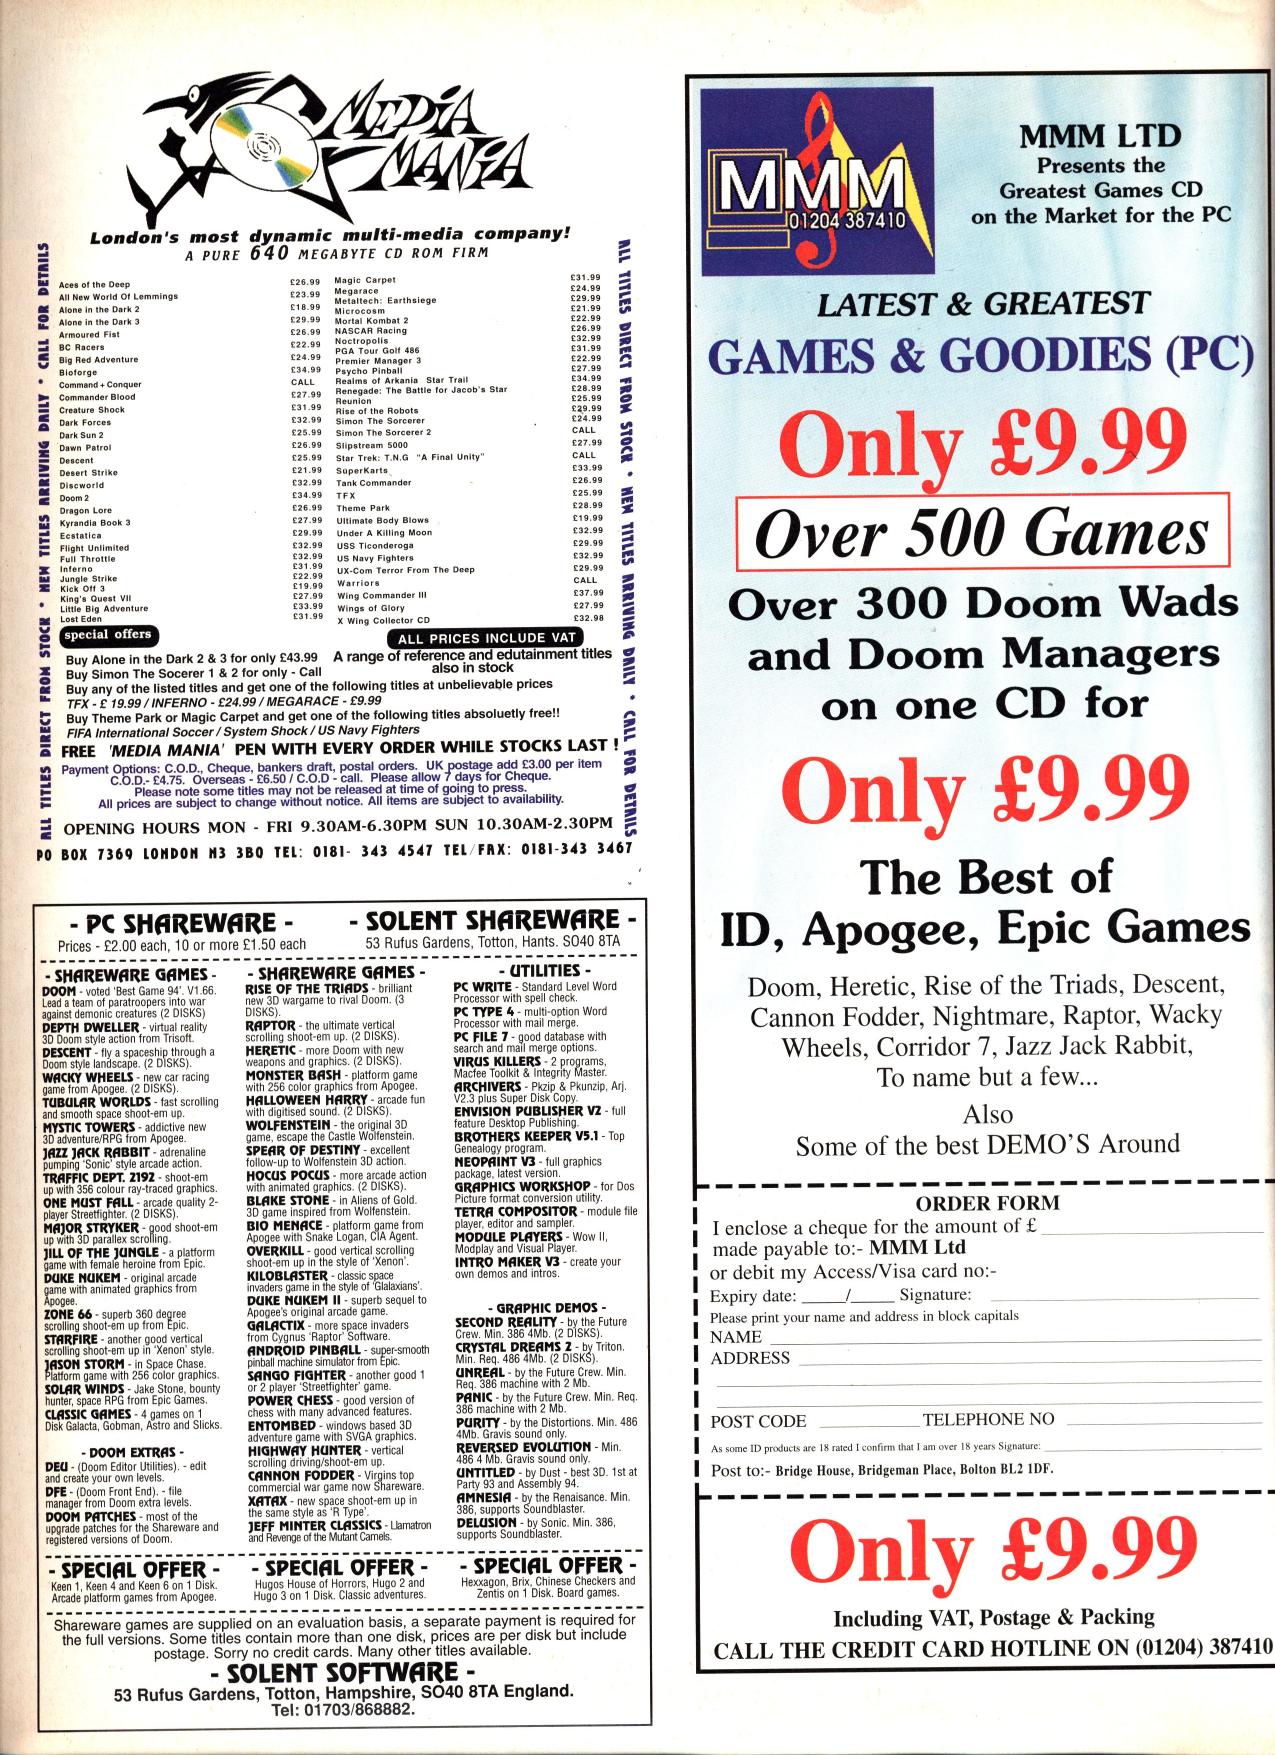 MEDIA
MANIA
London's most dynamic multi-media company!
A PURE 640 MEGABYTE CD ROM FIRM
ALL TITLES DIRECT FROM STOCK • NEW TITLES ARRIVING DAILY • CALL FOR DETAILS
Aces of the Deep £26.99
All New World Of Lemmings £23.99
Alone in the Dark 2 £18.99
Alone in the Dark 3 £29.99
Armoured Fist £26.99
BC Racers £22.99
Big Red Adventure £24.99
Bioforge £34.99
Command + Conquer CALL
Commander Blood £27.99
Creature Shock £31.99
Dark Forces £32.99
Dark Sun 2 £25.99
Dawn Patrol £26.99
Descent £25.99
Desert Strike £21.99
Discworld £32.99
Doom 2 £34.99
Dragon Lore £26.99
Kyrandia Book 3 £27.99
Ecstatica £29.99
Flight Unlimited £32.99
Full Throttle £32.99
Inferno £31.99
Jungle Strike £22.99
Kick Off 3 £19.99
King's Quest VII £27.99
Little Big Adventure £33.99
Lost Eden £31.99
Magic Carpet £31.99
Megarace £24.99
Metaltech: Earthsiege £29.99
Microcosm £21.99
Mortal Kombat 2 £22.99
NASCAR Racing £26.99
Noctropolis £32.99
PGA Tour Golf 486 £31.99
Premier Manager 3 £22.99
Psycho Pinball £27.99
Realms of Arkania Star Trail £34.99
Renegade: The Battle for Jacob's Star £28.99
Reunion £25.99
Rise of the Robots £29.99
Simon The Sorcerer £24.99
Simon The Sorcerer 2 CALL
Slipstream 5000 £27.99
Star Trek: T.N.G "A Final Unity" CALL
SuperKarts £33.99
Tank Commander £26.99
TFX £25.99
Theme Park £28.99
Ultimate Body Blows £19.99
Under A Killing Moon £32.99
USS Ticonderoga £29.99
US Navy Fighters £32.99
UX-Com Terror From The Deep £29.99
Warriors CALL
Wing Commander III £37.99
Wings of Glory £27.99
X Wing Collector CD £32.98
ALL TITLES DIRECT FROM STOCK • NEW TITLES ARRIVING DAILY • CALL FOR DETAILS
special offers
ALL PRICES INCLUDE VAT
Buy Alone in the Dark 2 & 3 for only £43.99
A range of reference and edutainment titles
also in stock
Buy Simon The Socerer 1 & 2 for only - Call
Buy any of the listed titles and get one of the following titles at unbelievable prices
TFX - £ 19.99 / INFERNO - £24.99 / MEGARACE - £9.99
Buy Theme Park or Magic Carpet and get one of the following titles absoluetly free!!
FIFA International Soccer / System Shock / US Navy Fighters
FREE 'MEDIA MANIA' PEN WITH EVERY ORDER WHILE STOCKS LAST !
Payment Options: C.O.D., Cheque, bankers draft, postal orders. UK postage add £3.00 per item
C.O.D.- £4.75. Overseas - £6.50 / C.O.D - call. Please allow 7 days for Cheque.
Please note some titles may not be released at time of going to press.
All prices are subject to change without notice. All items are subject to availability.
OPENING HOURS MON - FRI 9.30AM-6.30PM SUN 10.30AM-2.30PM
PO BOX 7369 LONDON N3 3BQ TEL: 0181- 343 4547 TEL/FAX: 0181-343 3467
- PC SHAREWARE -
Prices - £2.00 each, 10 or more £1.50 each
- SOLENT SHAREWARE -
53 Rufus Gardens, Totton, Hants. SO40 8TA
- SHAREWARE GAMES -
DOOM - voted 'Best Game 94'. V1.66.
Lead a team of paratroopers into war
against demonic creatures (2 DISKS)
DEPTH DWELLER - virtual reality
3D Doom style action from Trisoft.
DESCENT - fly a spaceship through a
Doom style landscape. (2 DISKS).
WACKY WHEELS - new car racing
game from Apogee. (2 DISKS).
TUBULAR WORLDS - fast scrolling
and smooth space shoot-em up.
MYSTIC TOWERS - addictive new
3D adventure/RPG from Apogee.
JAZZ JACK RABBIT - adrenaline
pumping 'Sonic' style arcade action.
TRAFFIC DEPT. 2192 - shoot-em
up with 356 colour ray-traced graphics.
ONE MUST FALL - arcade quality 2-
player Streetfighter. (2 DISKS).
MAJOR STRYKER - good shoot-em
up with 3D parallex scrolling.
JILL OF THE JUNGLE - a platform
game with female heroine from Epic.
DUKE NUKEM - original arcade
game with animated graphics from
Apogee.
ZONE 66 - superb 360 degree
scrolling shoot-em up from Epic.
STARFIRE - another good vertical
scrolling shoot-em up in 'Xenon' style.
JASON STORM - in Space Chase.
Platform game with 256 color graphics.
SOLAR WINDS - Jake Stone, bounty
hunter, space RPG from Epic Games.
CLASSIC GAMES - 4 games on 1
Disk Galacta, Gobman, Astro and Slicks.
- DOOM EXTRAS -
DEU - (Doom Editor Utilities). - edit
and create your own levels.
DFE - (Doom Front End). - file
manager from Doom extra levels.
DOOM PATCHES - most of the
upgrade patches for the Shareware and
registered versions of Doom.
- SHAREWARE GAMES -
RISE OF THE TRIADS - brilliant
new 3D wargame to rival Doom. (3
DISKS).
RAPTOR - the ultimate vertical
scrolling shoot-em up. (2 DISKS).
HERETIC - more Doom with new
weapons and graphics. (2 DISKS).
MONSTER BASH - platform game
with 256 color graphics from Apogee.
HALLOWEEN HARRY - arcade fun
with digitised sound. (2 DISKS).
WOLFENSTEIN - the original 3D
game, escape the Castle Wolfenstein.
SPEAR OF DESTINY - excellent
follow-up to Wolfenstein 3D action.
HOCUS POCUS - more arcade action
with animated graphics. (2 DISKS).
BLAKE STONE - in Aliens of Gold.
3D game inspired from Wolfenstein.
BIO MENACE - platform game from
Apogee with Snake Logan, CIA Agent.
OVERKILL - good vertical scrolling
shoot-em up in the style of 'Xenon'.
KILOBLASTER - classic space
invaders game in the style of 'Glalaxians'.
DUKE NUKEM II - superb sequel to
Apogee's original arcade game.
GALACTIX - more space invaders
from Cygnus 'Raptor' Software.
ANDROID PINBALL - super-smooth
pinball machine simulator from Epic.
SANGO FIGHTER - another good 1
or 2 player 'Streetfighter' game.
POWER CHESS - good version of
chess with many advanced features.
ENTOMBED - windows based 3D
adventure game with SVGA graphics.
HIGHWAY HUNTER - vertical
scrolling driving/shoot-em up.
CANNON FODDER - Virgins top
commercial war game now Shareware.
XATAX - new space shoot-em up in
the same style as 'R Type'.
JEFF MINTER CLASSICS - Llamatron
and Revenge of the Mutant Camels.
- UTILITIES -
PC WRITE - Standard Level Word
Processor with spell check.
PC TYPE 4 - multi-option Word
Processor with mail merge.
PC FILE 7 - good database with
search and mail merge options.
VIRUS KILLERS - 2 programs,
Macfee Toolkit & Integrity Master.
ARCHIVERS - Pkzip & Pkunzip, Arj.
V2.3 plus Super Disk Copy.
ENVISION PUBLISHER V2 - full
feature Desktop Publishing.
BROTHERS KEEPER V5.1 - Top
Genealogy program.
NEOPAINT V3 - full graphics
package, latest version.
GRAPHICS WORKSHOP - for Dos
Picture format conversion utility.
TETRA COMPOSITOR - module file
player, editor and sampler.
MODULE PLAYERS - Wow II,
Modplay and Visual Player.
INTRO MAKER V3 - create your
own demos and intros.
- GRAPHIC DEMOS -
SECOND REALITY - by the Future
Crew. Min. 386 4Mb. (2 DISKS).
CRYSTAL DREAMS 2 - by Triton.
Min. Req. 486 4Mb. (2 DISKS).
UNREAL - by the Future Crew. Min.
Req. 386 machine with 2 Mb.
PANIC - by the Future Crew. Min. Req.
386 machine with 2 Mb.
PURITY - by the Distortions. Min. 486
4Mb. Gravis sound only.
REVERSED EVOLUTION - Min.
486 4 Mb. Gravis sound only.
UNTITLED - by Dust - best 3D. 1st at
Party 93 and Assembly 94.
AMNESIA - by the Renaisance. Min.
386, supports Soundblaster.
DELUSION - by Sonic. Min. 386,
supports Soundblaster.
- SPECIAL OFFER -
Keen 1, Keen 4 and Keen 6 on 1 Disk.
Arcade platform games from Apogee.
- SPECIAL OFFER -
Hugos House of Horrors, Hugo 2 and
Hugo 3 on 1 Disk. Classic adventures.
- SPECIAL OFFER -
Hexxagon, Brix, Chinese Checkers and
Zentis on 1 Disk. Board games.
Shareware games are supplied on an evaluation basis, a separate payment is required for
the full versions. Some titles contain more than one disk, prices are per disk but include
postage. Sorry no credit cards. Many other titles available.
- SOLENT SOFTWARE -
53 Rufus Gardens, Totton, Hampshire, SO40 8TA England.
Tel: 01703/868882.
MMM
01204 387410
MMM LTD
Presents the
Greatest Games CD
on the Market for the PC
LATEST & GREATEST
GAMES & GOODIES (PC)
Only £9.99
Over 500 Games
Over 300 Doom Wads
and Doom Managers
on one CD for
Only £9.99
The Best of
ID, Apogee, Epic Games
Doom, Heretic, Rise of the Triads, Descent,
Cannon Fodder, Nightmare, Raptor, Wacky
Wheels, Corridor 7, Jazz Jack Rabbit,
To name but a few...
Also
Some of the best DEMO'S Around
ORDER FORM
I enclose a cheque for the amount of £
made payable to:- MMM Ltd
or debit my Access/Visa card no:-
Expiry date: _____/_____ Signature:
Please print your name and address in block capitals
NAME
ADDRESS
POST CODE TELEPHONE NO
As some ID products are 18 rated I confirm that I am over 18 years Signature:
Post to:- Bridge House, Bridgeman Place, Bolton BL2 1DF.
Only £9.99
Including VAT, Postage & Packing
CALL THE CREDIT CARD HOTLINE ON (01204) 387410